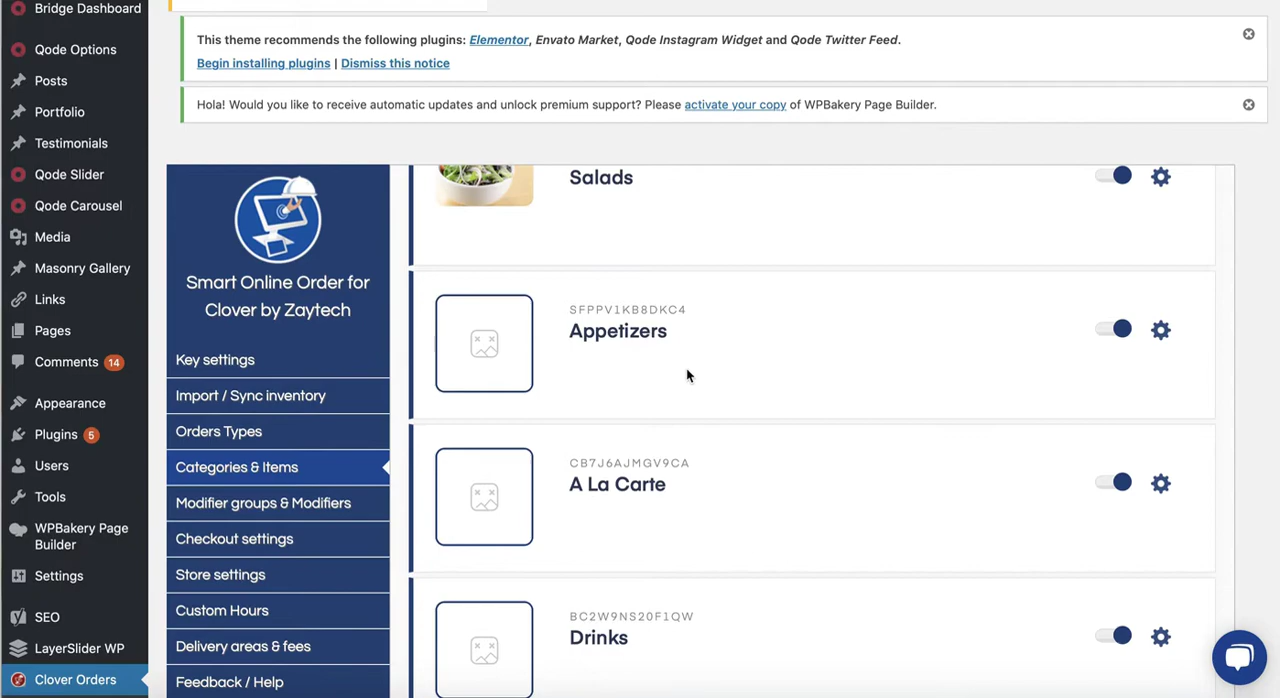 Bridge Dashboard
Qode Options
Posts
Portfolio
Testimonials
Qode Slider
Qode Carousel
Media
Masonry Gallery
Links
Pages
Comments 14
Appearance
Plugins 5
Users
Tools
WPBakery Page
Builder
Settings
SEO
LayerSlider WP
Clover Orders
This theme recommends the following plugins: Elementor, Envato Market, Qode Instagram Widget and Qode Twitter Feed.
Begin installing plugins | Dismiss this notice
Hola! Would you like to receive automatic updates and unlock premium support? Please activate your copy of WPBakery Page Builder.
Smart Online Order for
Clover by Zaytech
Key settings
Import / Sync inventory
Orders Types
Categories & Items
Modifier groups & Modifiers
Checkout settings
Store settings
Custom Hours
Delivery areas & fees
Feedback / Help
Salads
SFPPV1KB8DKC4
Appetizers
CB7J6AJMGV9CA
A La Carte
BC2W9NS20F1QW
Drinks